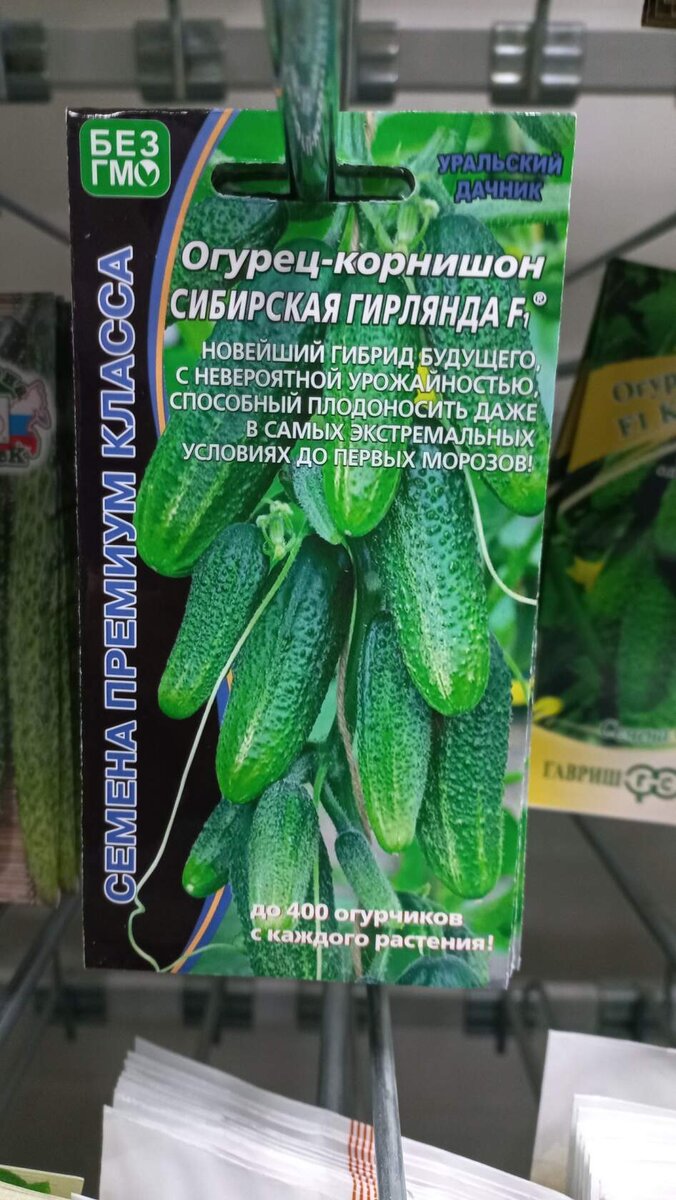 БЕЗ
ГМО
УРАЛЬСКИЙ
ДАЧНИК
Огурец-корнишон
СИБИРСКАЯ ГИРЛЯНДА F1®
НОВЕЙШИЙ ГИБРИД БУДУЩЕГО,
С НЕВЕРОЯТНОЙ УРОЖАЙНОСТЬЮ,
СПОСОБНЫЙ ПЛОДОНОСИТЬ ДАЖЕ
В САМЫХ ЭКСТРЕМАЛЬНЫХ
УСЛОВИЯХ ДО ПЕРВЫХ МОРОЗОВ!
СЕМЕНА ПРЕМИУМ КЛАССА
до 400 огурчиков
с каждого растения!
ГАВРИШ